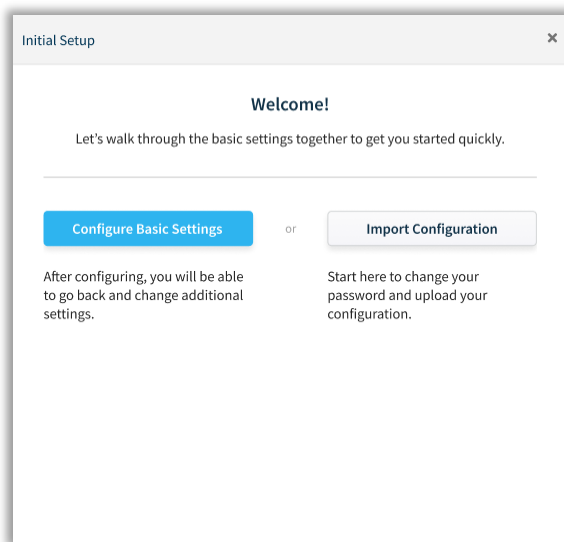 Initial Setup
Welcome!
Let’s walk through the basic settings together to get you started quickly.
Configure Basic Settings
or
Import Configuration
After configuring, you will be able
to go back and change additional
settings.
Start here to change your
password and upload your
configuration.